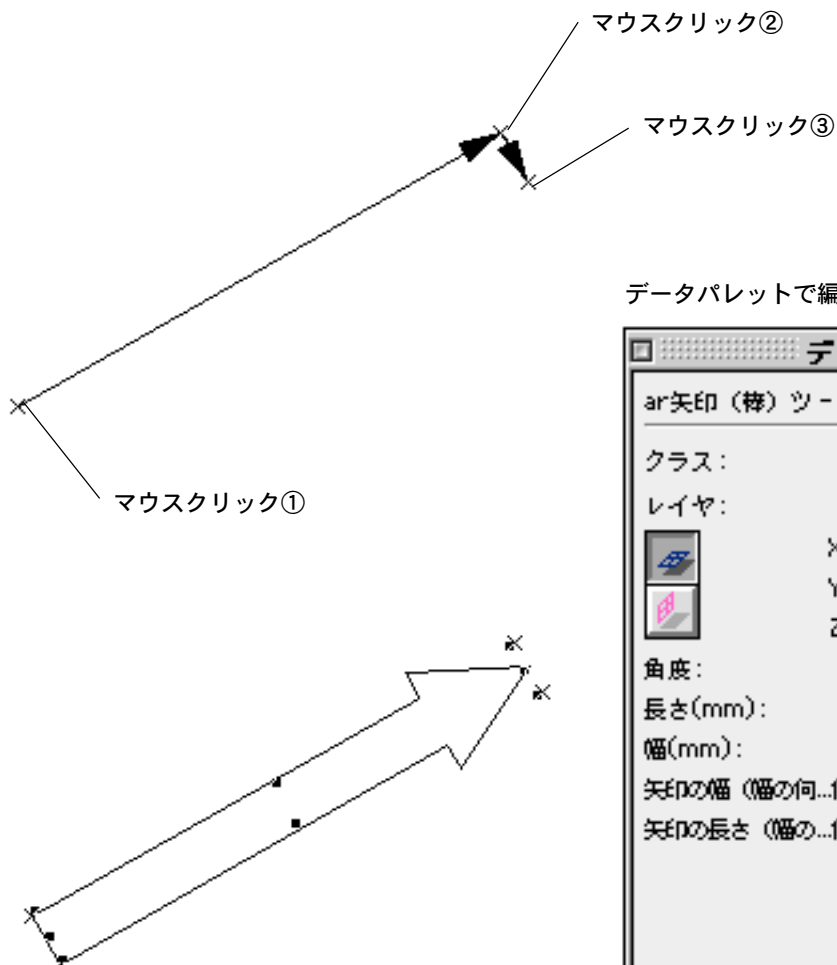 マウスクリック②
マウスクリック③
データパレットで編
デ
ar矢印（棒）ツー
クラス：
レイヤ：
X
Y
Z
マウスクリック①
角度：
長さ(mm)：
幅(mm)：
矢印の幅（幅の何…
矢印の長さ（幅の…